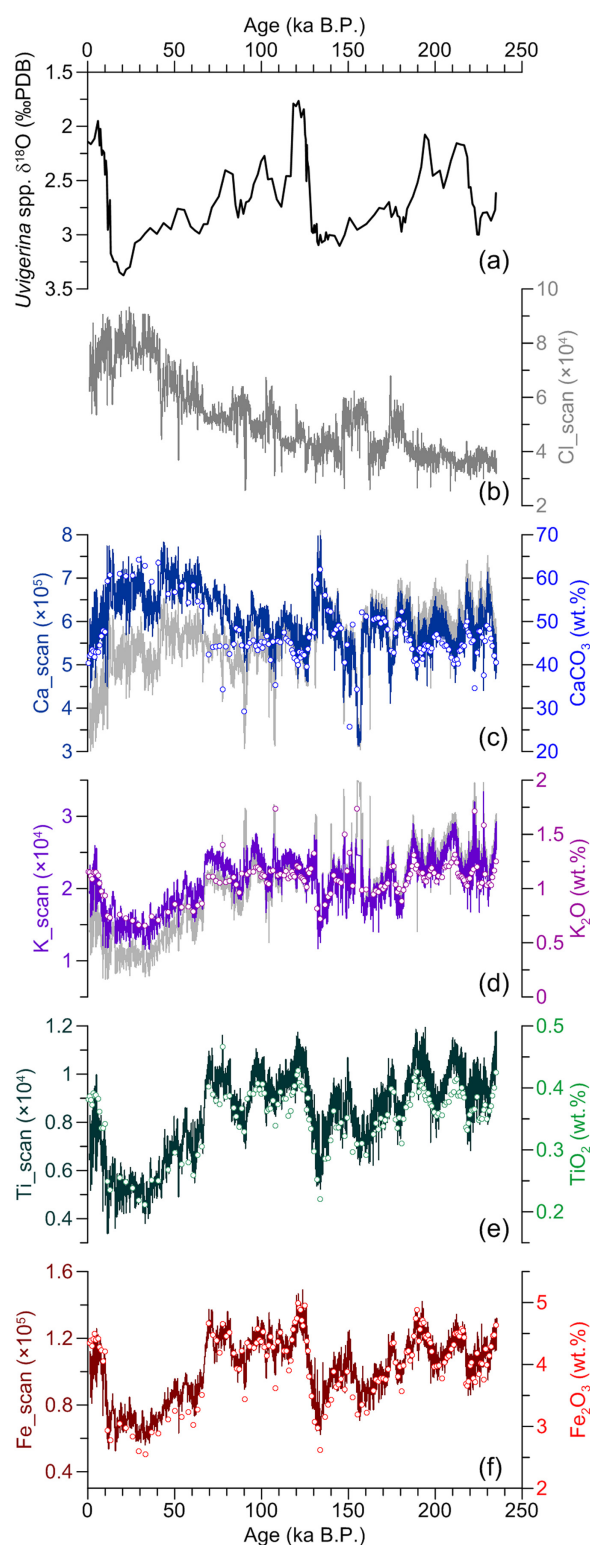 Age (ka B.P.)
0 50 100 150 200 250
Uvigerina spp. δ18O (‰PDB)
1.5
2
2.5
3
3.5
(a)
Cl_scan (×10⁴)
10
8
6
4
2
(b)
Ca_scan (×10⁵)
8
7
6
5
4
3
CaCO₃ (wt.%)
70
60
50
40
30
20
(c)
K_scan (×10⁴)
3
2
1
K₂O (wt.%)
2
1.5
1
0.5
0
(d)
Ti_scan (×10⁴)
1.2
1
0.8
0.6
0.4
TiO₂ (wt.%)
0.5
0.4
0.3
0.2
(e)
Fe_scan (×10⁵)
1.6
1.2
0.8
0.4
Fe₂O₃ (wt.%)
5
4
3
2
(f)
0 50 100 150 200 250
Age (ka B.P.)